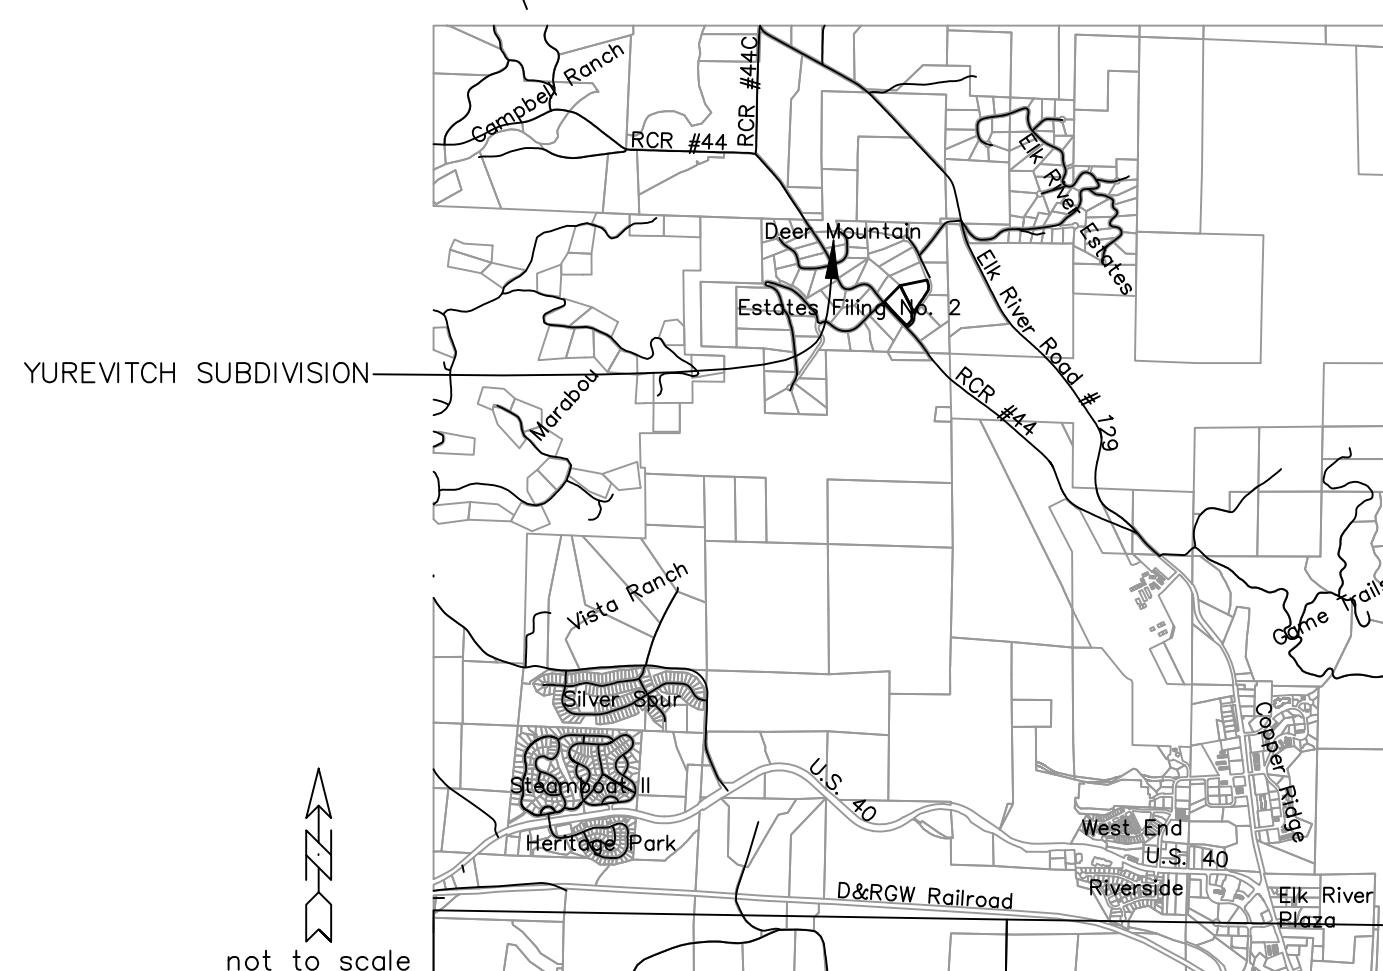 Campbell Ranch
RCR #44
RCR #44C
Elk River Estates
Deer Mountain
Estates Filing No. 2
Elk River Road # 129
YUREVITCH SUBDIVISION
Marabou
RCR #44
Vista Ranch
Game Trails
Silver Spur
Copper Ridge
Steamboat II
U.S. 40
Heritage Park
West End
U.S. 40
Riverside
D&RGW Railroad
Elk River
Plaza
N
not to scale